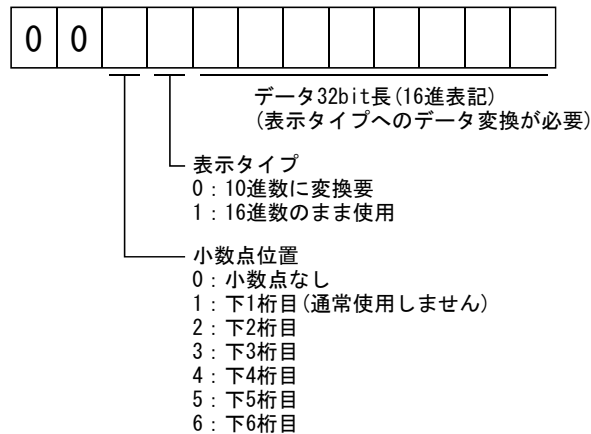 0 0
データ32bit長(16進表記)
(表示タイプへのデータ変換が必要)
表示タイプ
0：10進数に変換要
1：16進数のまま使用
小数点位置
0：小数点なし
1：下1桁目(通常使用しません)
2：下2桁目
3：下3桁目
4：下4桁目
5：下5桁目
6：下6桁目